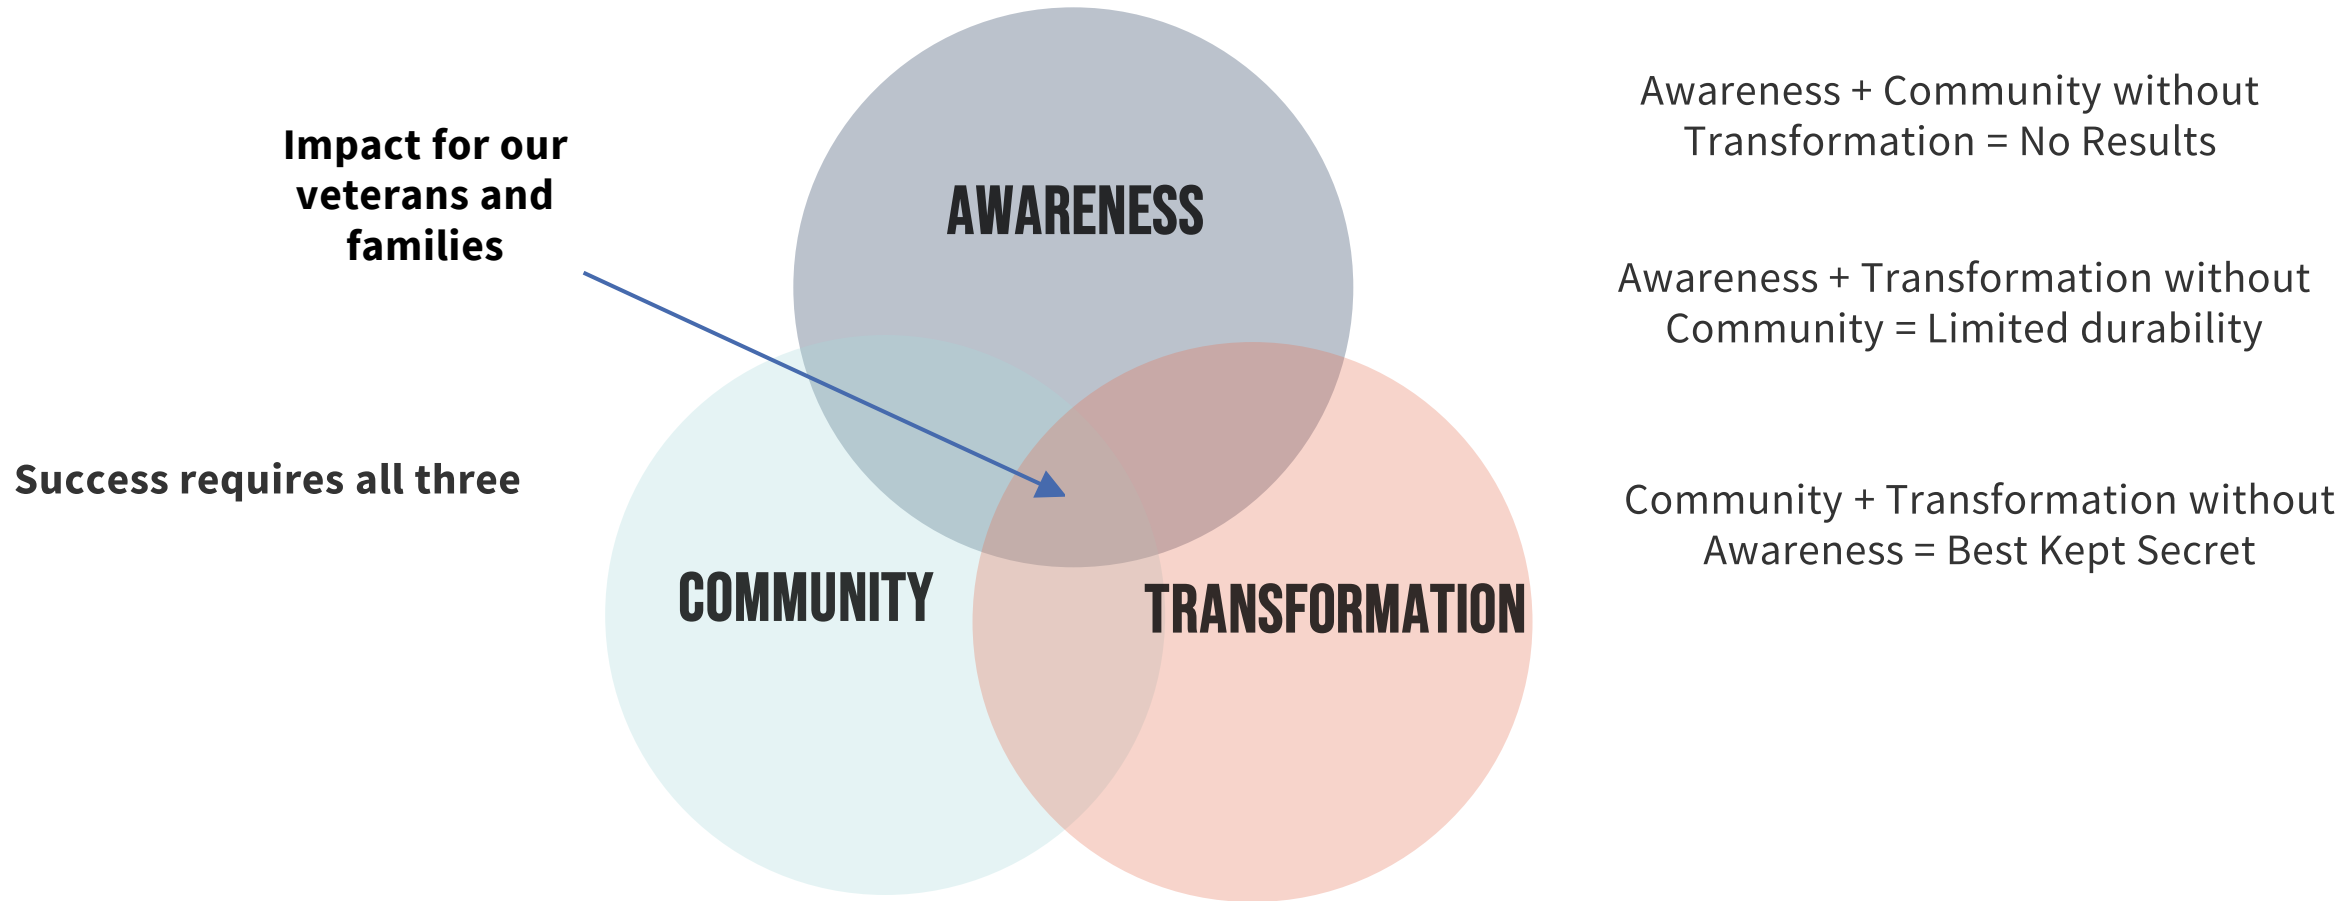 Impact for our
veterans and
families
Success requires all three
AWARENESS
COMMUNITY
TRANSFORMATION
Awareness + Community without
Transformation = No Results
Awareness + Transformation without
Community = Limited durability
Community + Transformation without
Awareness = Best Kept Secret